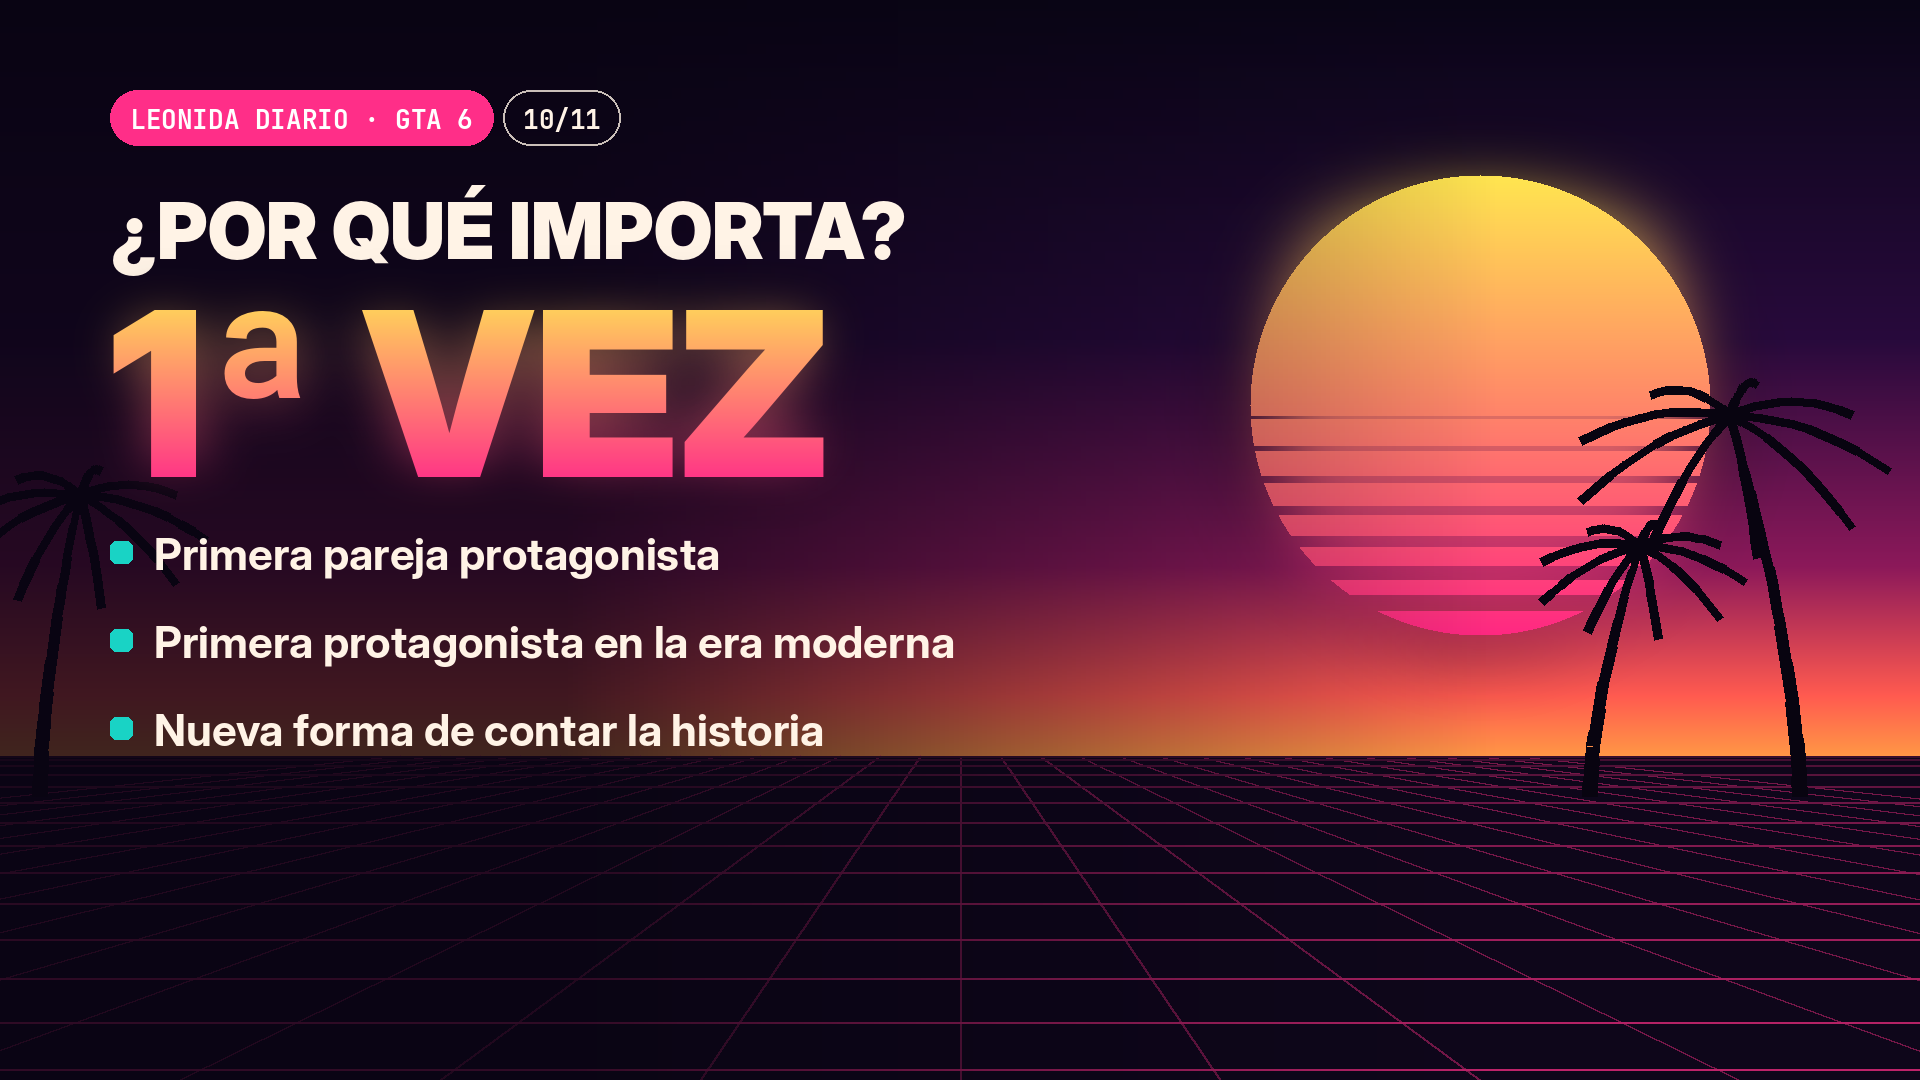 LEONIDA DIARIO · GTA 6
10/11
¿POR QUÉ IMPORTA?
1ª VEZ
Primera pareja protagonista
Primera protagonista en la era moderna
Nueva forma de contar la historia